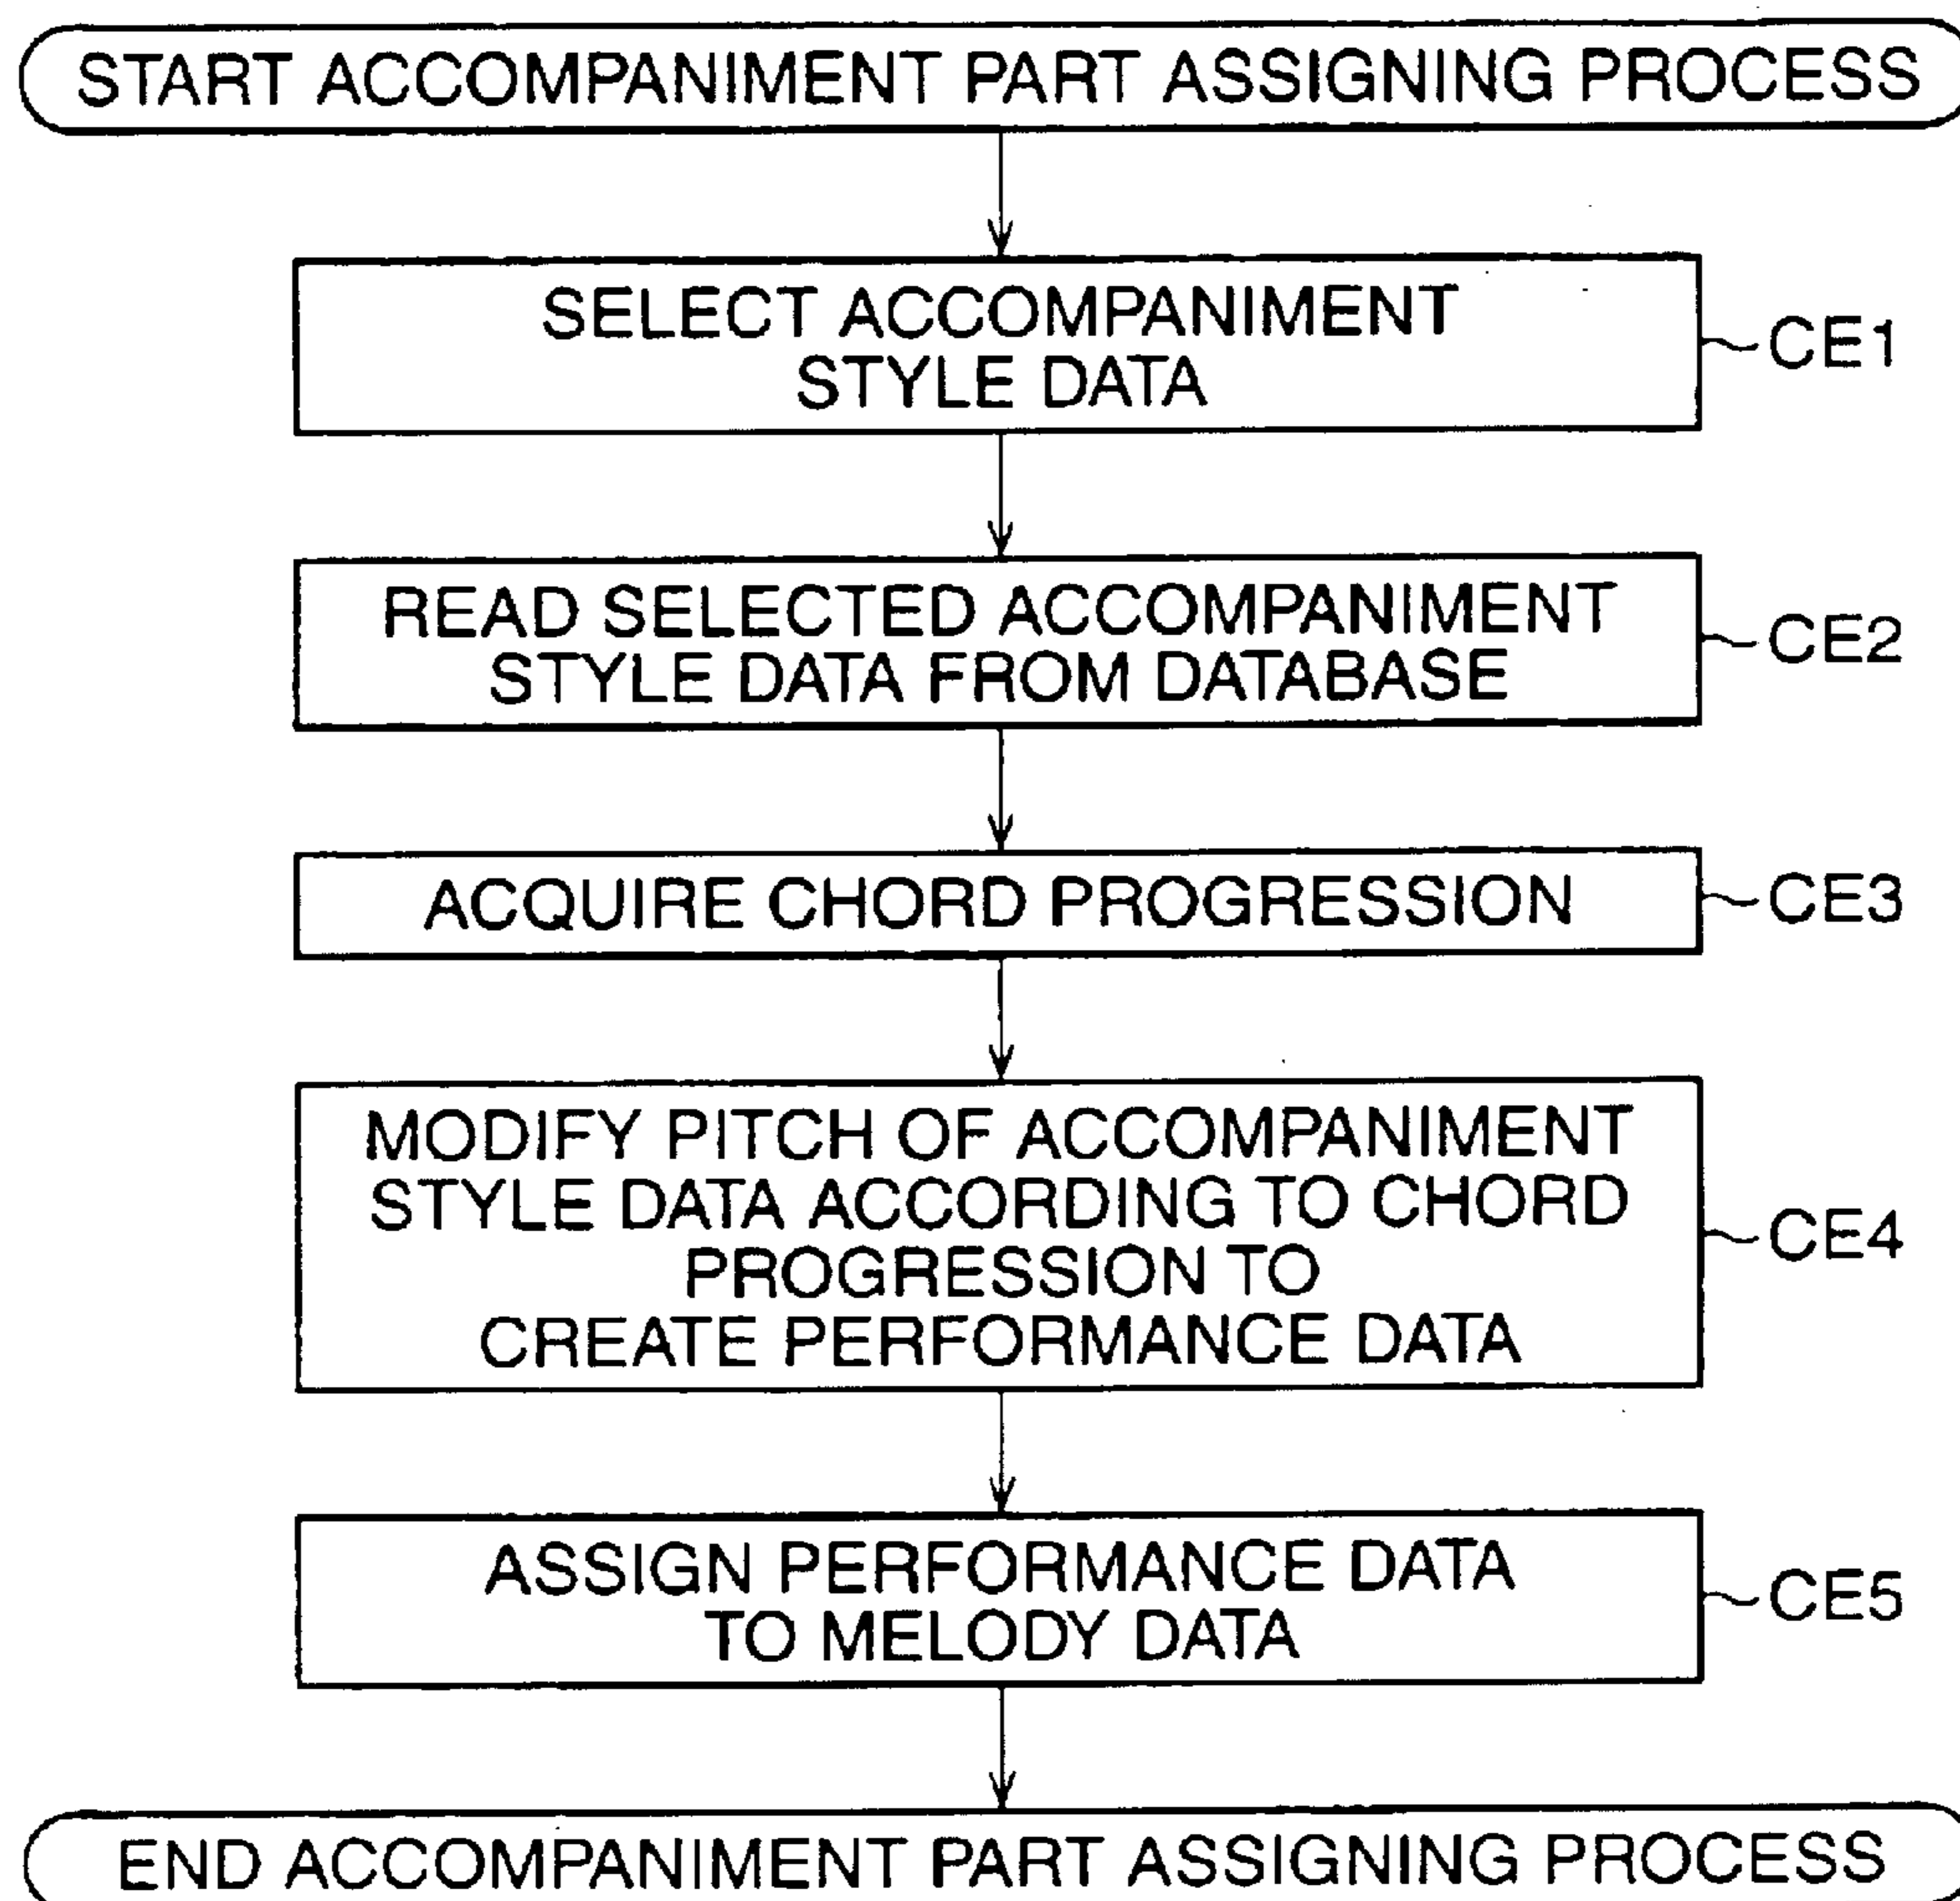 START ACCOMPANIMENT PART ASSIGNING PROCESS
SELECT ACCOMPANIMENT
STYLE DATA
CE1
READ SELECTED ACCOMPANIMENT
STYLE DATA FROM DATABASE
CE2
ACQUIRE CHORD PROGRESSION
CE3
MODIFY PITCH OF ACCOMPANIMENT
STYLE DATA ACCORDING TO CHORD
PROGRESSION TO
CREATE PERFORMANCE DATA
CE4
ASSIGN PERFORMANCE DATA
TO MELODY DATA
CE5
END ACCOMPANIMENT PART ASSIGNING PROCESS